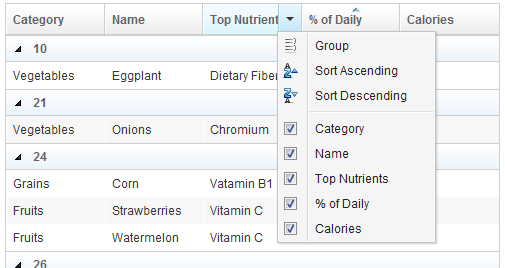 Category Name Top Nutrient % of Daily Calories
10
Vegetables Eggplant Dietary Fiber
21
Vegetables Onions Chromium
24
Grains Corn Vatamin B1
Fruits Strawberries Vitamin C
Fruits Watermelon Vitamin C
26
Group
Sort Ascending
Sort Descending
Category
Name
Top Nutrients
% of Daily
Calories